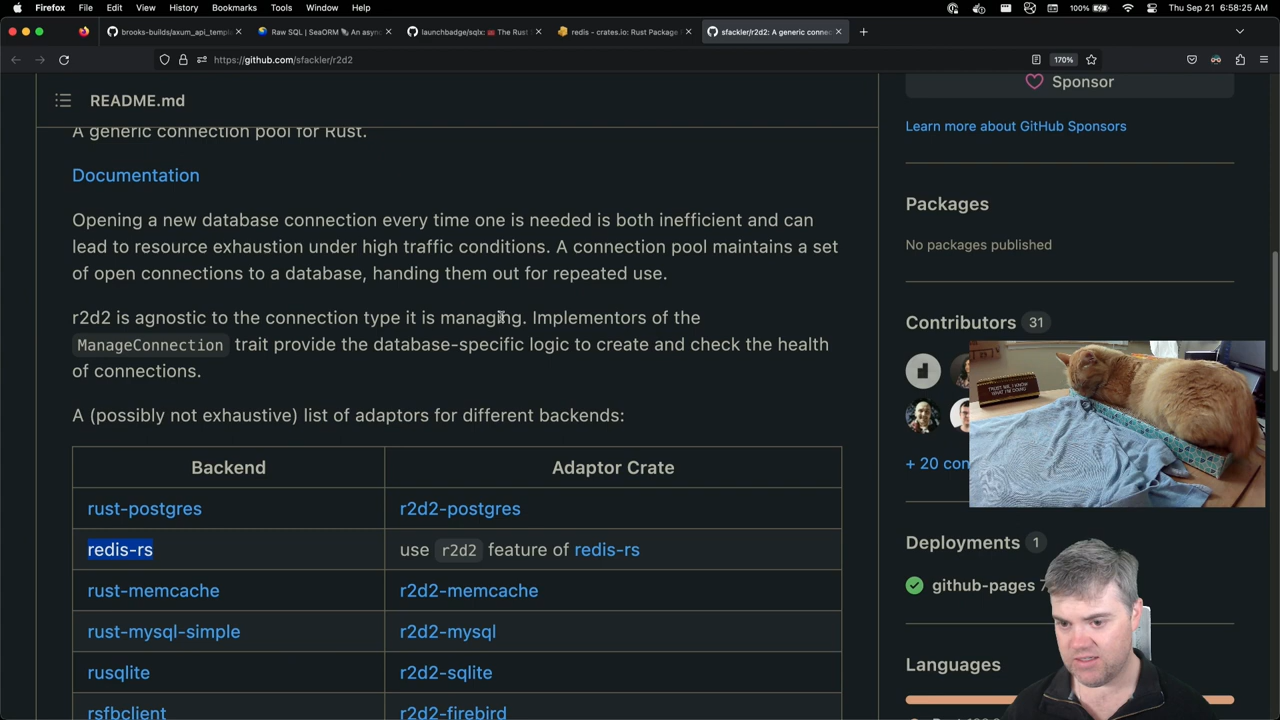 Firefox File Edit View History Bookmarks Tools Window Help 100% Thu Sep 21 6:58:25 AM
brooks-builds/axum_api_templ Raw SQL | SeaORM An asyn launchbadge/sqlx: The Rust redis - crates.io: Rust Package sfackler/r2d2: A generic conne
https://github.com/sfackler/r2d2 170%
README.md
Sponsor
A generic connection pool for Rust.
Learn more about GitHub Sponsors
Documentation
Packages
Opening a new database connection every time one is needed is both inefficient and can
No packages published
lead to resource exhaustion under high traffic conditions. A connection pool maintains a set
of open connections to a database, handing them out for repeated use.
r2d2 is agnostic to the connection type it is managing. Implementors of the
Contributors 31
ManageConnection trait provide the database-specific logic to create and check the health
of connections.
A (possibly not exhaustive) list of adaptors for different backends:
+ 20 con
Backend Adaptor Crate
rust-postgres r2d2-postgres
redis-rs use r2d2 feature of redis-rs
Deployments 1
github-pages
rust-memcache r2d2-memcache
rust-mysql-simple r2d2-mysql
rusqlite r2d2-sqlite
Languages
rsfbclient r2d2-firebird